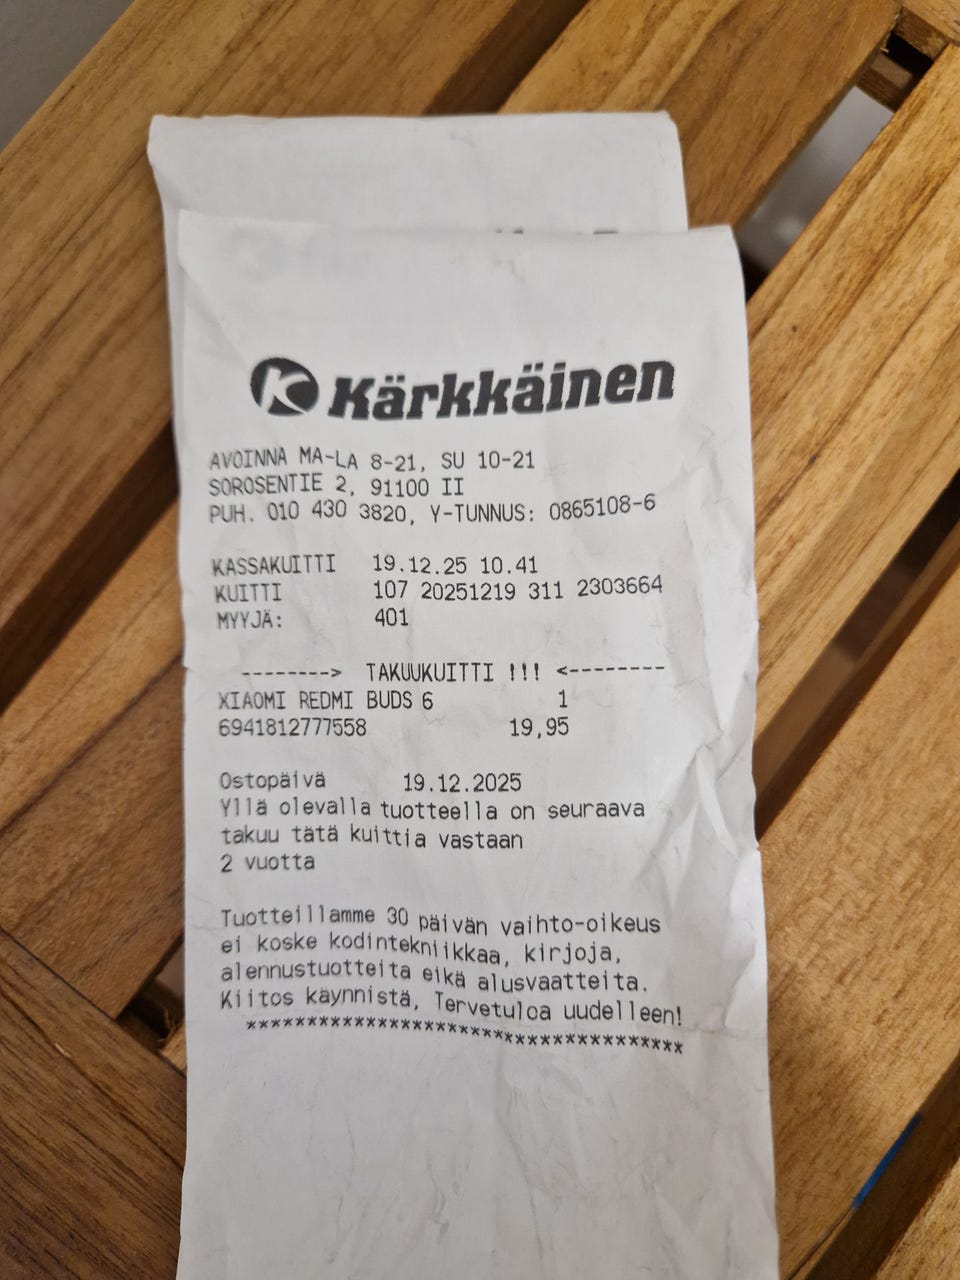 Kärkkäinen
AVOINNA MA-LA 8-21, SU 10-21
SOROSENTIE 2, 91100 II
PUH. 010 430 3820, Y-TUNNUS: 0865108-6
KASSAKUITTI 19.12.25 10.41
KUITTI 107 20251219 311 2303664
MYYJÄ: 401
--------> TAKUUKUITTI !!! <--------
XIAOMI REDMI BUDS 6 1
6941812777558 19,95
Ostopäivä 19.12.2025
Yllä olevalla tuotteella on seuraava
takuu tätä kuittia vastaan
2 vuotta
Tuotteillamme 30 päivän vaihto-oikeus
ei koske kodintekniikkaa, kirjoja,
alennustuotteita eikä alusvaatteita.
Kiitos käynnistä, Tervetuloa uudelleen!
**************************************